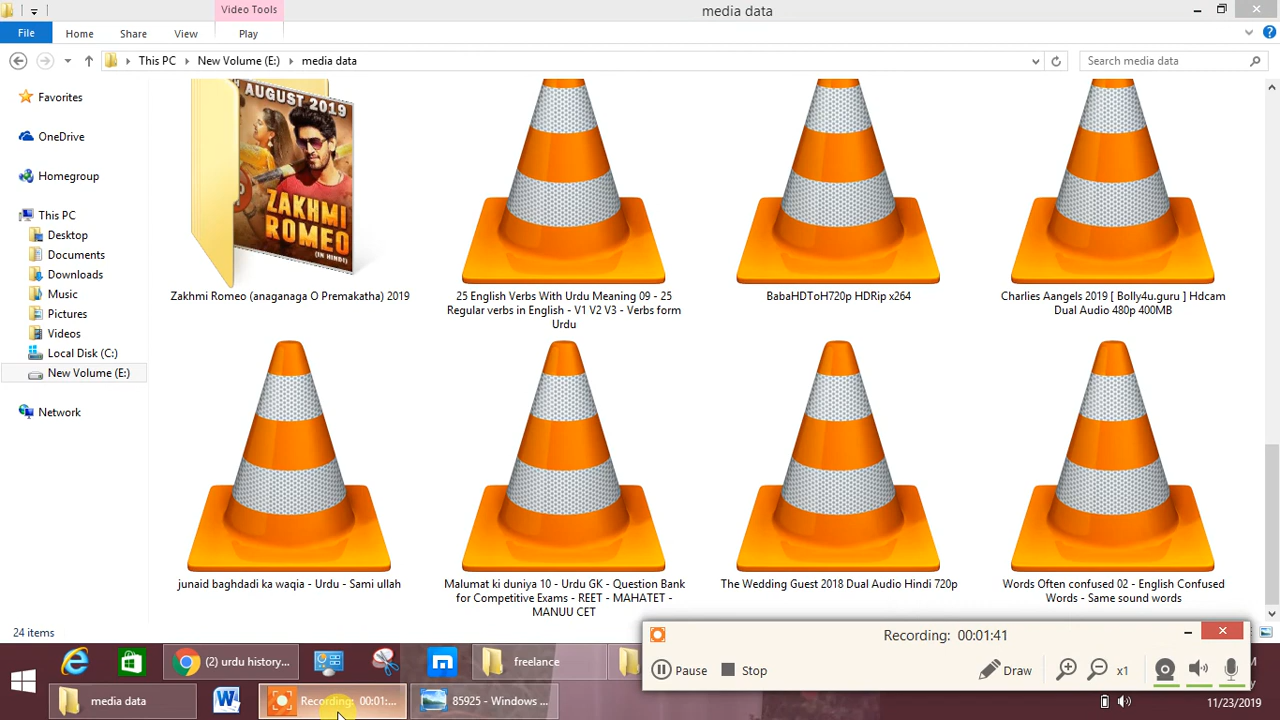 Video Tools
media data
File
Home
Share
View
Play
This PC
New Volume (E:)
media data
Search media data
Favorites
OneDrive
Homegroup
This PC
Desktop
Documents
Downloads
Music
Pictures
Videos
Local Disk (C:)
New Volume (E:)
Network
AUGUST 2019
ZAKHMI
ROMEO
(IN HINDI)
Zakhmi Romeo (anaganaga O Premakatha) 2019
25 English Verbs With Urdu Meaning 09 - 25
Regular verbs in English - V1 V2 V3 - Verbs form
Urdu
BabaHDToH720p HDRip x264
Charlies Aangels 2019 [ Bolly4u.guru ] Hdcam
Dual Audio 480p 400MB
junaid baghdadi ka waqia - Urdu - Sami ullah
Malumat ki duniya 10 - Urdu GK - Question Bank
for Competitive Exams - REET - MAHATET -
MANUU CET
The Wedding Guest 2018 Dual Audio Hindi 720p
Words Often confused 02 - English Confused
Words - Same sound words
24 items
Recording: 00:01:41
Pause
Stop
Draw
x1
(2) urdu history...
freelance
media data
Recording: 00:01:...
85925 - Windows ...
11/23/2019